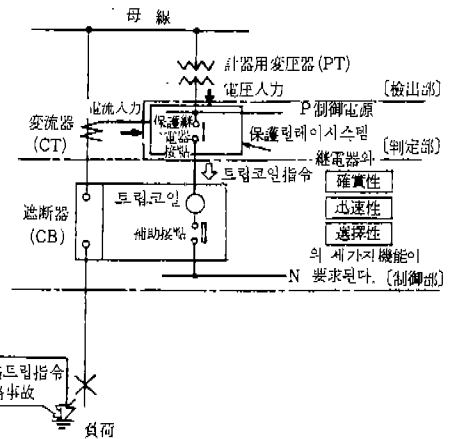 母線
計器用変圧器(PT)
電圧入力
[検出部]
電流入力
P制御電源
変流器
(CT)
保護継
電器
接點
保護릴레이시스템
[判定部]
継電器와
트립코일指令
確實性
迅速性
選擇性
遮断器
(CB)
트립코일
補助接點
의 세가지機能이
N 要求된다.
[制御部]
트립指令
事故
負荷